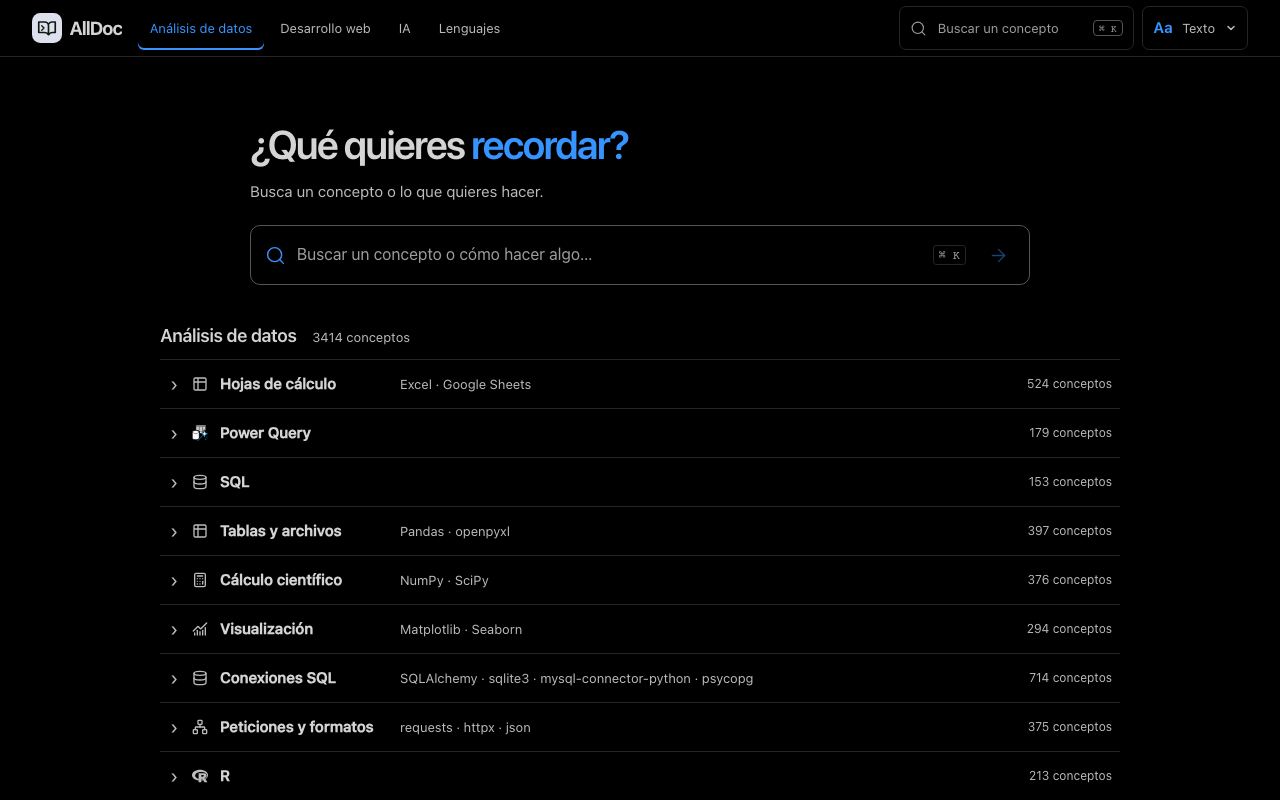 AllDoc
Análisis de datos
Desarrollo web
IA
Lenguajes
Buscar un concepto
⌘ K
Aa Texto
¿Qué quieres recordar?
Busca un concepto o lo que quieres hacer.
Buscar un concepto o cómo hacer algo...
⌘ K
Análisis de datos 3414 conceptos
Hojas de cálculo Excel · Google Sheets 524 conceptos
Power Query 179 conceptos
SQL 153 conceptos
Tablas y archivos Pandas · openpyxl 397 conceptos
Cálculo científico NumPy · SciPy 376 conceptos
Visualización Matplotlib · Seaborn 294 conceptos
Conexiones SQL SQLAlchemy · sqlite3 · mysql-connector-python · psycopg 714 conceptos
Peticiones y formatos requests · httpx · json 375 conceptos
R 213 conceptos